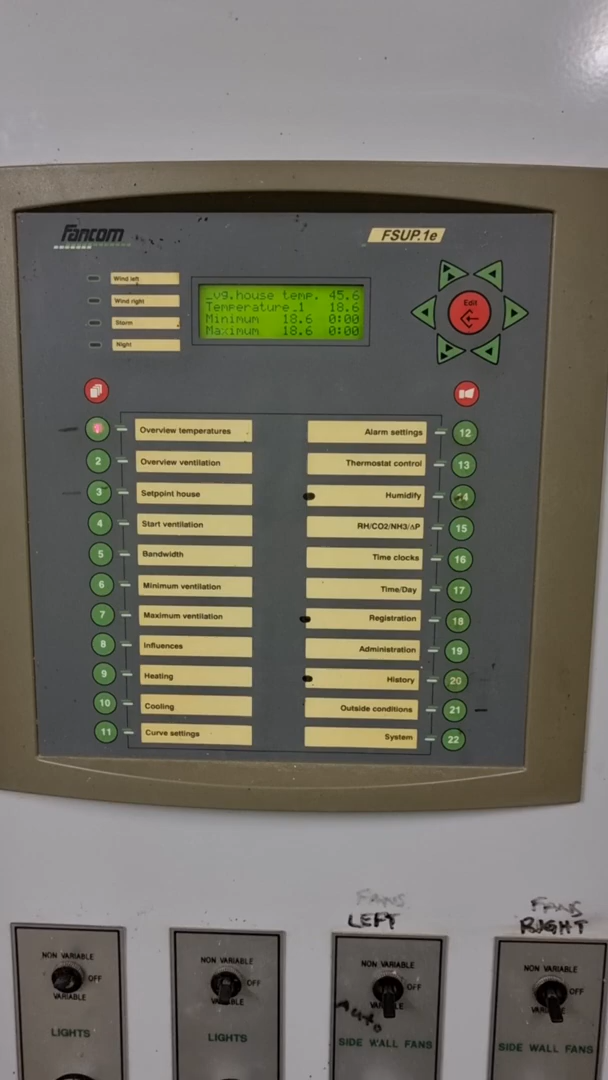 Fancom
FSUP.1e
Wind left
Wind right
Storm
Night
_vg.house temp. 45.6
Temperature_1 18.6
Minimum 18.6 0:00
Maximum 18.6 0:00
Edit
1 Overview temperatures
2 Overview ventilation
3 Setpoint house
4 Start ventilation
5 Bandwidth
6 Minimum ventilation
7 Maximum ventilation
8 Influences
9 Heating
10 Cooling
11 Curve settings
Alarm settings 12
Thermostat control 13
Humidify 14
RH/CO2/NH3/ΔP 15
Time clocks 16
Time/Day 17
Registration 18
Administration 19
History 20
Outside conditions 21
System 22
FANS
LEFT
FANS
RIGHT
NON VARIABLE
OFF
VARIABLE
LIGHTS
NON VARIABLE
OFF
VARIABLE
LIGHTS
NON VARIABLE
OFF
VARIABLE
Auto
SIDE WALL FANS
NON VARIABLE
OFF
VARIABLE
SIDE WALL FANS